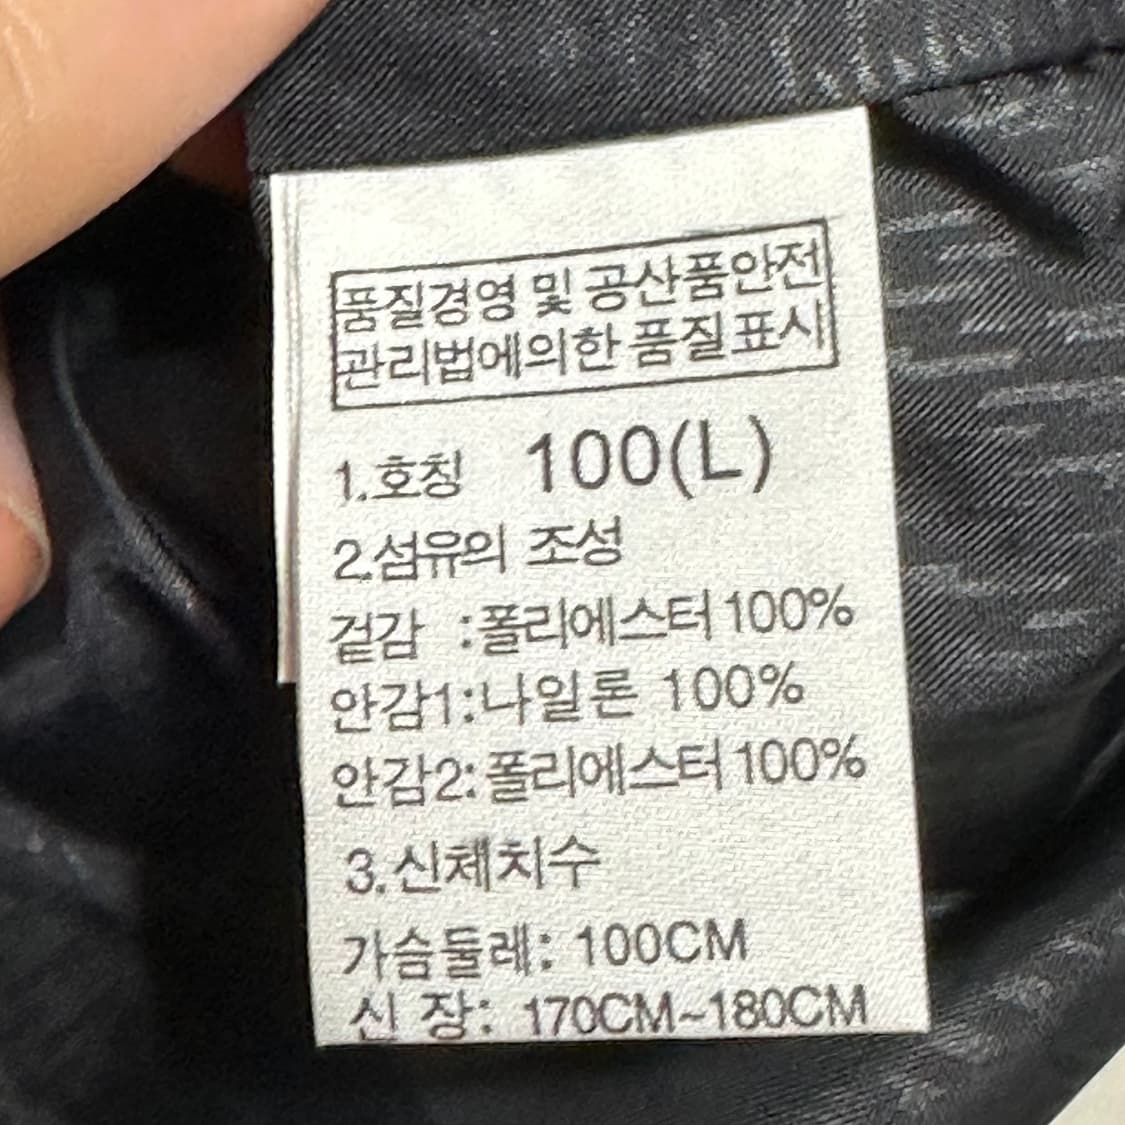 품질경영 및 공산품안전
관리법에의한 품질표시
1.호칭 100(L)
2.섬유의 조성
겉감 :폴리에스터 100%
안감1:나일론 100%
안감2:폴리에스터 100%
3.신체치수
가슴둘레: 100CM
신 장: 170CM~180CM